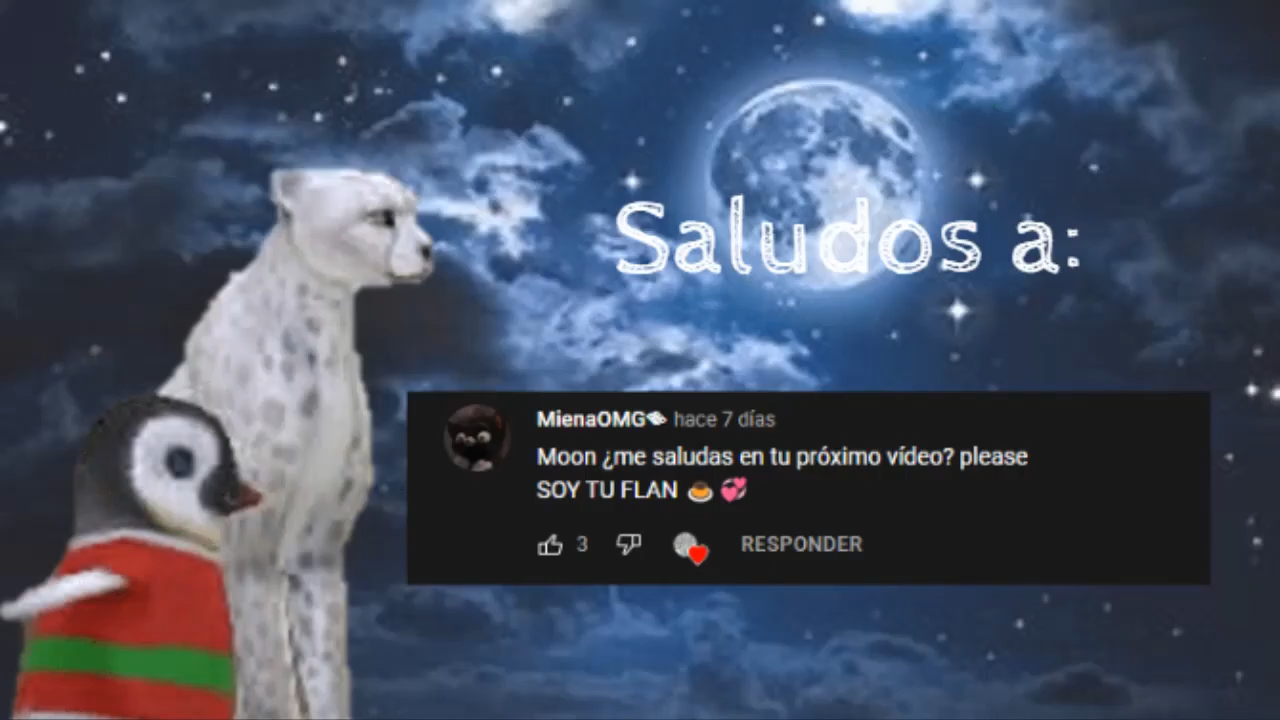 Saludos a:
MienaOMG hace 7 días
Moon ¿me saludas en tu próximo vídeo? please
SOY TU FLAN 🍮 💞
3 RESPONDER